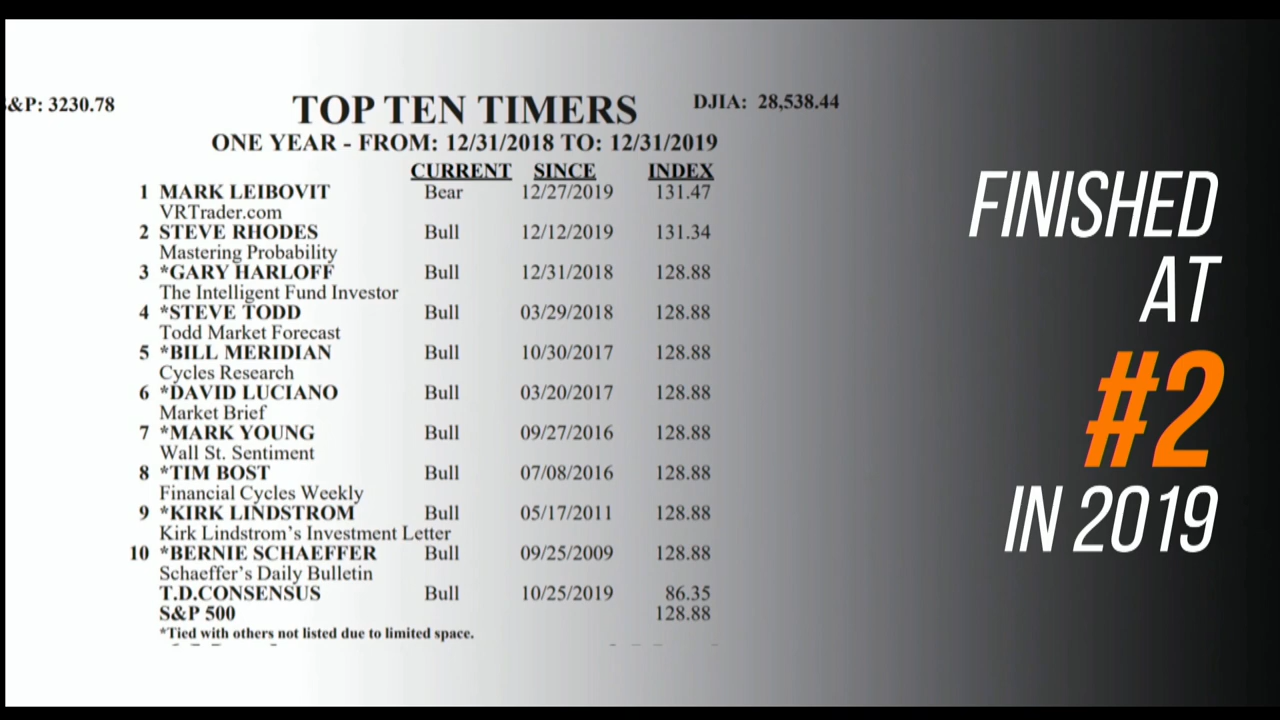 &P: 3230.78
TOP TEN TIMERS
DJIA: 28,538.44
ONE YEAR - FROM: 12/31/2018 TO: 12/31/2019
CURRENT SINCE INDEX
1 MARK LEIBOVIT Bear 12/27/2019 131.47
VRTrader.com
2 STEVE RHODES Bull 12/12/2019 131.34
Mastering Probability
3 *GARY HARLOFF Bull 12/31/2018 128.88
The Intelligent Fund Investor
4 *STEVE TODD Bull 03/29/2018 128.88
Todd Market Forecast
5 *BILL MERIDIAN Bull 10/30/2017 128.88
Cycles Research
6 *DAVID LUCIANO Bull 03/20/2017 128.88
Market Brief
7 *MARK YOUNG Bull 09/27/2016 128.88
Wall St. Sentiment
8 *TIM BOST Bull 07/08/2016 128.88
Financial Cycles Weekly
9 *KIRK LINDSTROM Bull 05/17/2011 128.88
Kirk Lindstrom's Investment Letter
10 *BERNIE SCHAEFFER Bull 09/25/2009 128.88
Schaeffer's Daily Bulletin
T.D.CONSENSUS Bull 10/25/2019 86.35
S&P 500 128.88
*Tied with others not listed due to limited space.
FINISHED
AT
#2
IN 2019